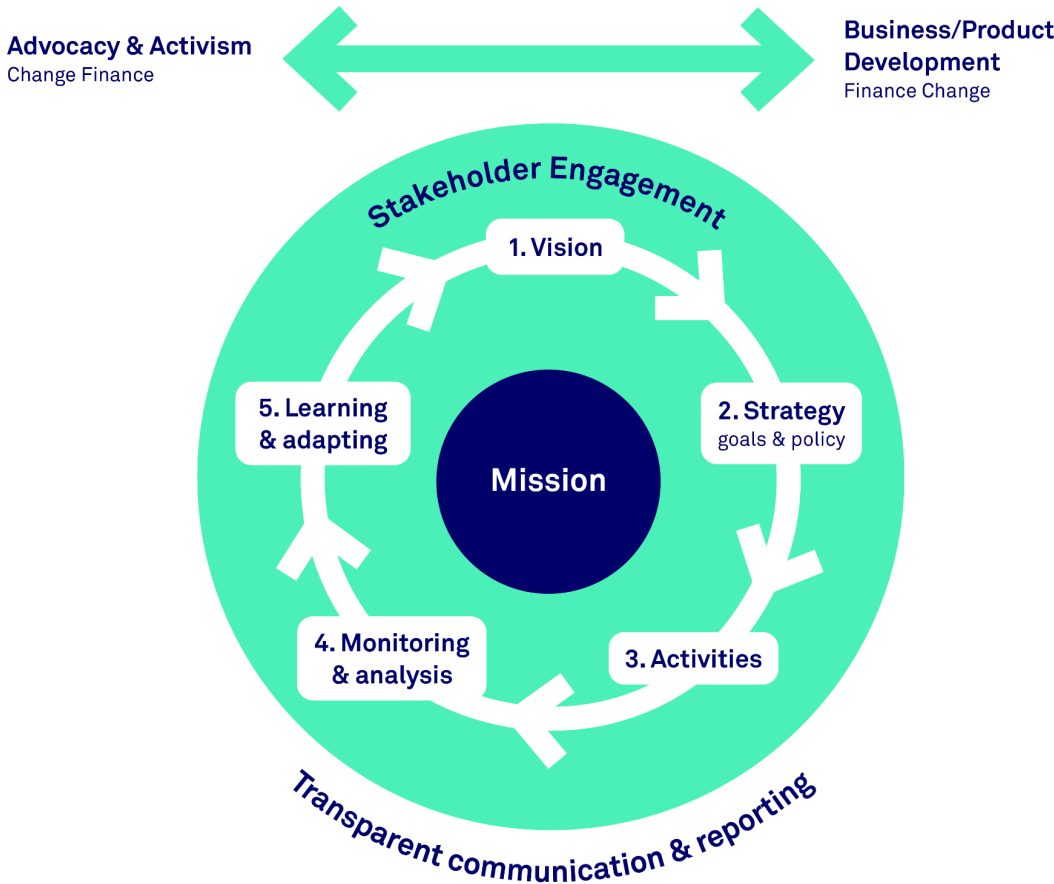 Advocacy & Activism
Change Finance
Business/Product
Development
Finance Change
Stakeholder Engagement
1. Vision
2. Strategy
goals & policy
3. Activities
4. Monitoring
& analysis
5. Learning
& adapting
Mission
Transparent communication & reporting